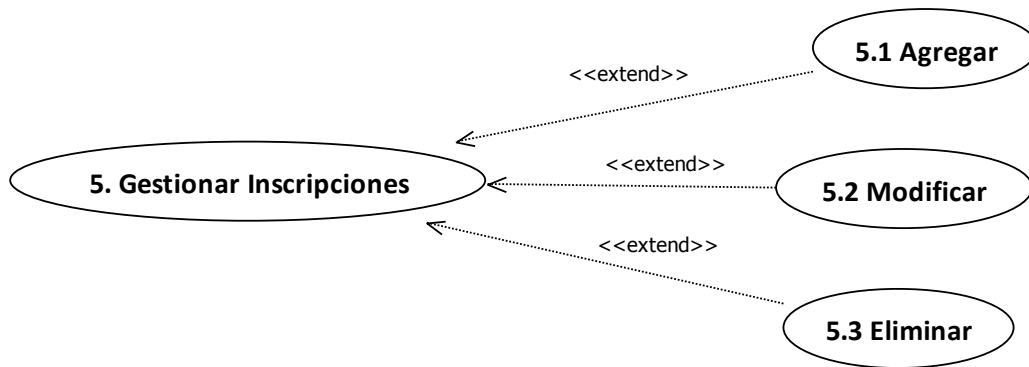 5.1 Agregar
<<extend>>
5. Gestionar Inscripciones
<<extend>>
5.2 Modificar
<<extend>>
5.3 Eliminar